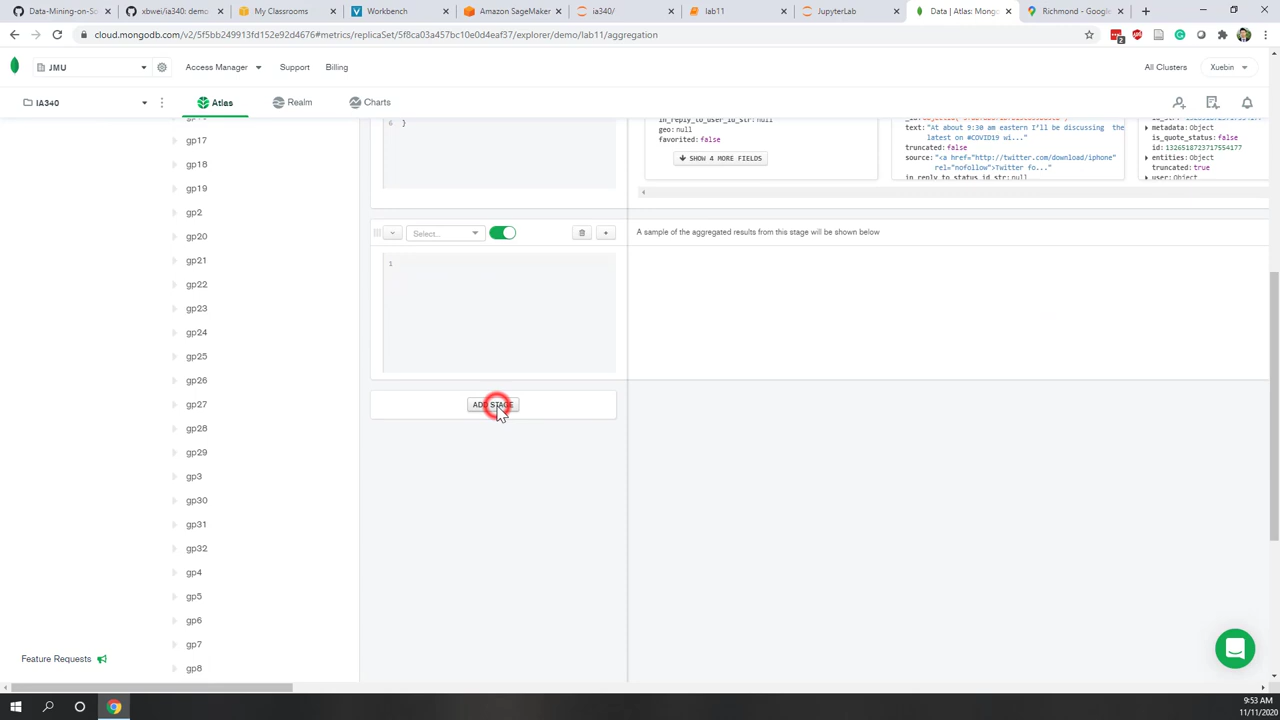 Data-Mining-on-So
xbwei/ia340: demo
My Classrooms
Workbench
Amazon SageMaker
ia340/
lab11
JupyterLab
Data | Atlas: Mong
Richmond - Google
cloud.mongodb.com/v2/5f5bb249913fd152e92d4676#metrics/replicaSet/5f8ca03a457bc10e0d4eaf37/explorer/demo/lab11/aggregation
2
JMU
Access Manager
Support
Billing
All Clusters
Xuebin
IA340
Atlas
Realm
Charts
gp17
gp18
gp19
gp2
gp20
gp21
gp22
gp23
gp24
gp25
gp26
gp27
gp28
gp29
gp3
gp30
gp31
gp32
gp4
gp5
gp6
gp7
gp8
Feature Requests
6 }
in_reply_to_user_id_str:null
geo:null
favorited:false
SHOW 4 MORE FIELDS
text:"At about 9:30 am eastern I'll be discussing the
latest on #COVID19 wi..."
truncated:false
source:"<a href="http://twitter.com/download/iphone"
rel="nofollow">Twitter fo..."
in_reply_to_status_id_str:null
metadata:Object
is_quote_status:false
id:1326518723717554177
entities:Object
truncated:true
user:Object
Select...
A sample of the aggregated results from this stage will be shown below
1
ADD STAGE
9:53 AM
11/11/2020